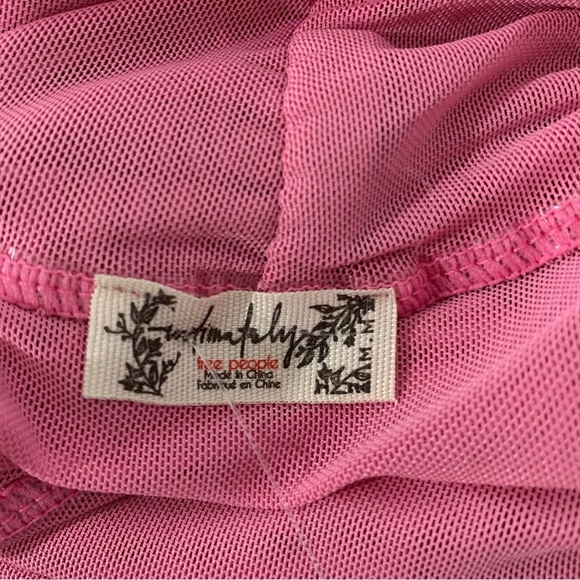 intimately
free people
Made in China
Fabriqué en Chine
M.M